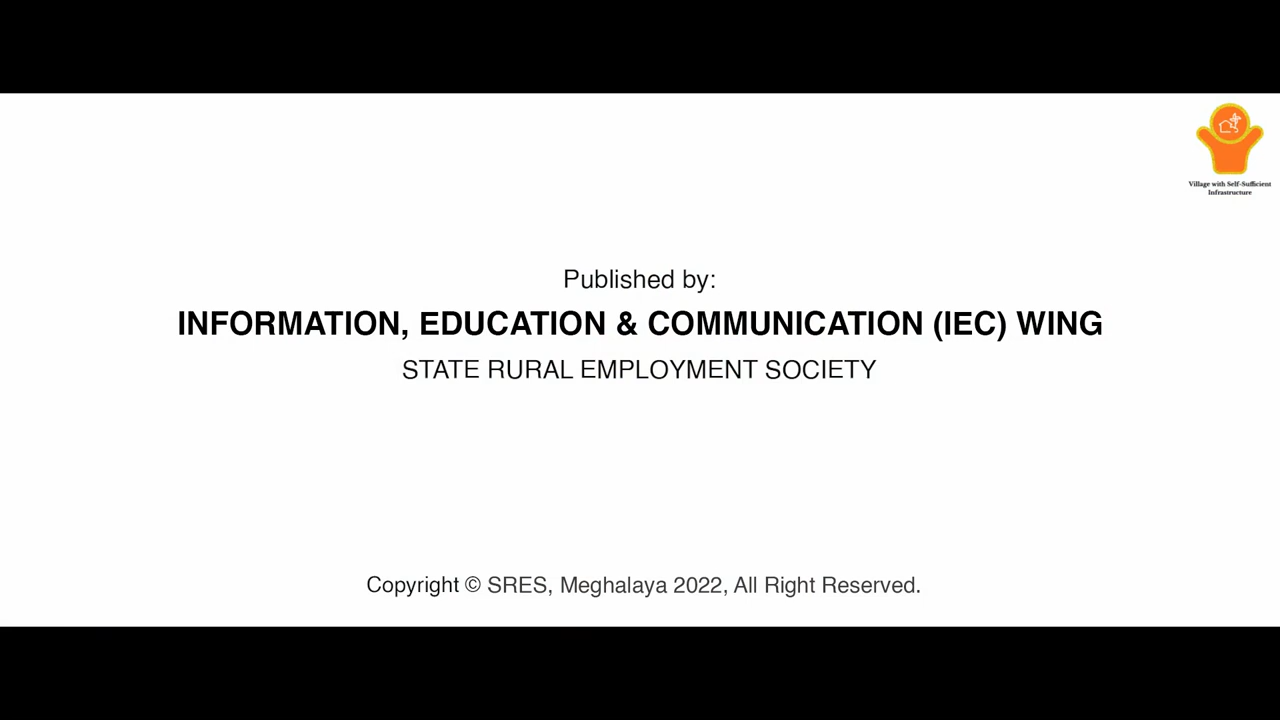 Village with Self-Sufficient
Infrastructure
Published by:
INFORMATION, EDUCATION & COMMUNICATION (IEC) WING
STATE RURAL EMPLOYMENT SOCIETY
Copyright © SRES, Meghalaya 2022, All Right Reserved.